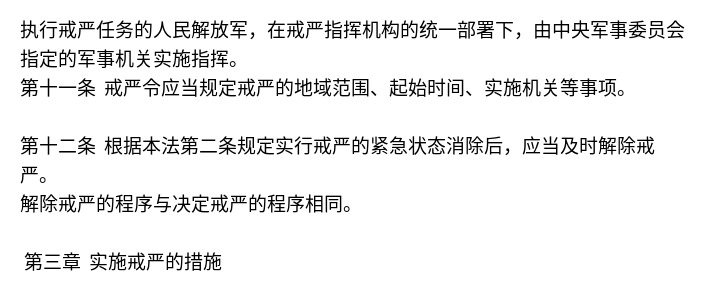 执行戒严任务的人民解放军，在戒严指挥机构的统一部署下，由中央军事委员会
指定的军事机关实施指挥。
第十一条 戒严令应当规定戒严的地域范围、起始时间、实施机关等事项。
第十二条 根据本法第二条规定实行戒严的紧急状态消除后，应当及时解除戒
严。
解除戒严的程序与决定戒严的程序相同。
第三章 实施戒严的措施